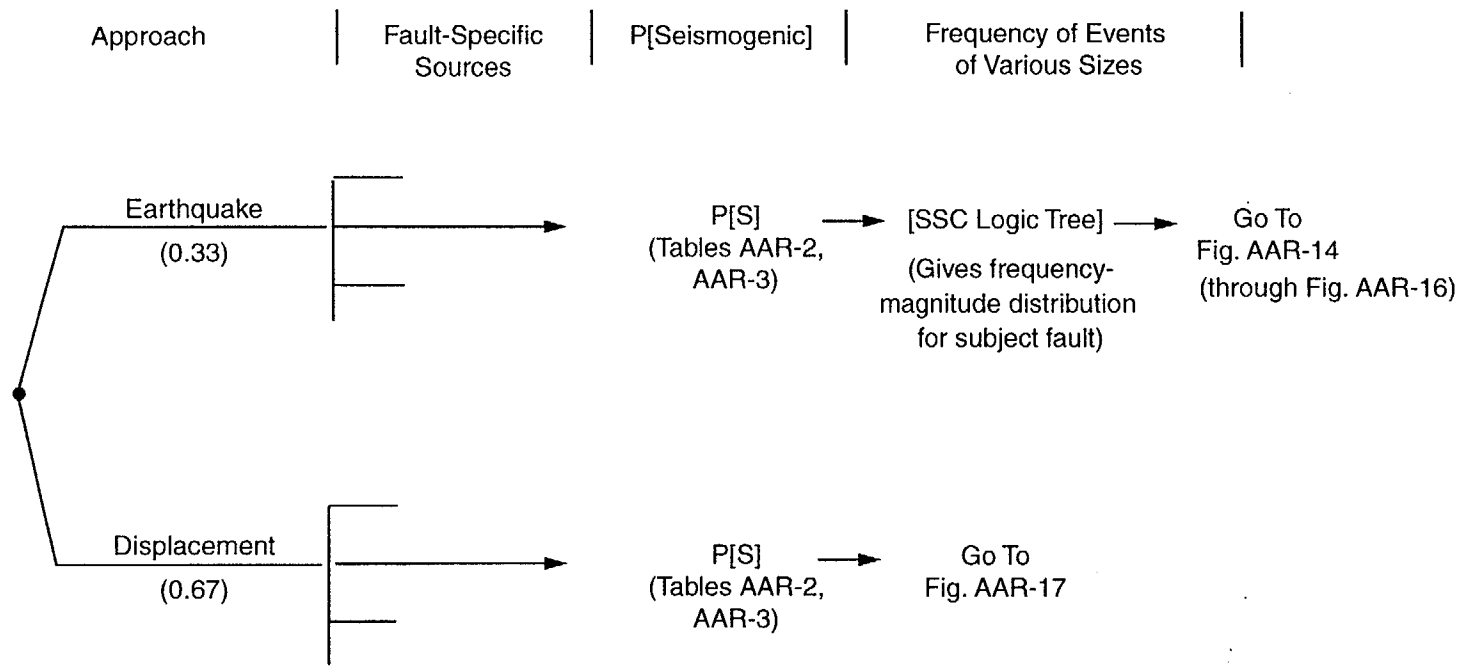 Approach
Fault-Specific
Sources
P[Seismogenic]
Frequency of Events
of Various Sizes
Earthquake
(0.33)
P[S]
(Tables AAR-2,
AAR-3)
[SSC Logic Tree]
(Gives frequency-
magnitude distribution
for subject fault)
Go To
Fig. AAR-14
(through Fig. AAR-16)
Displacement
(0.67)
P[S]
(Tables AAR-2,
AAR-3)
Go To
Fig. AAR-17